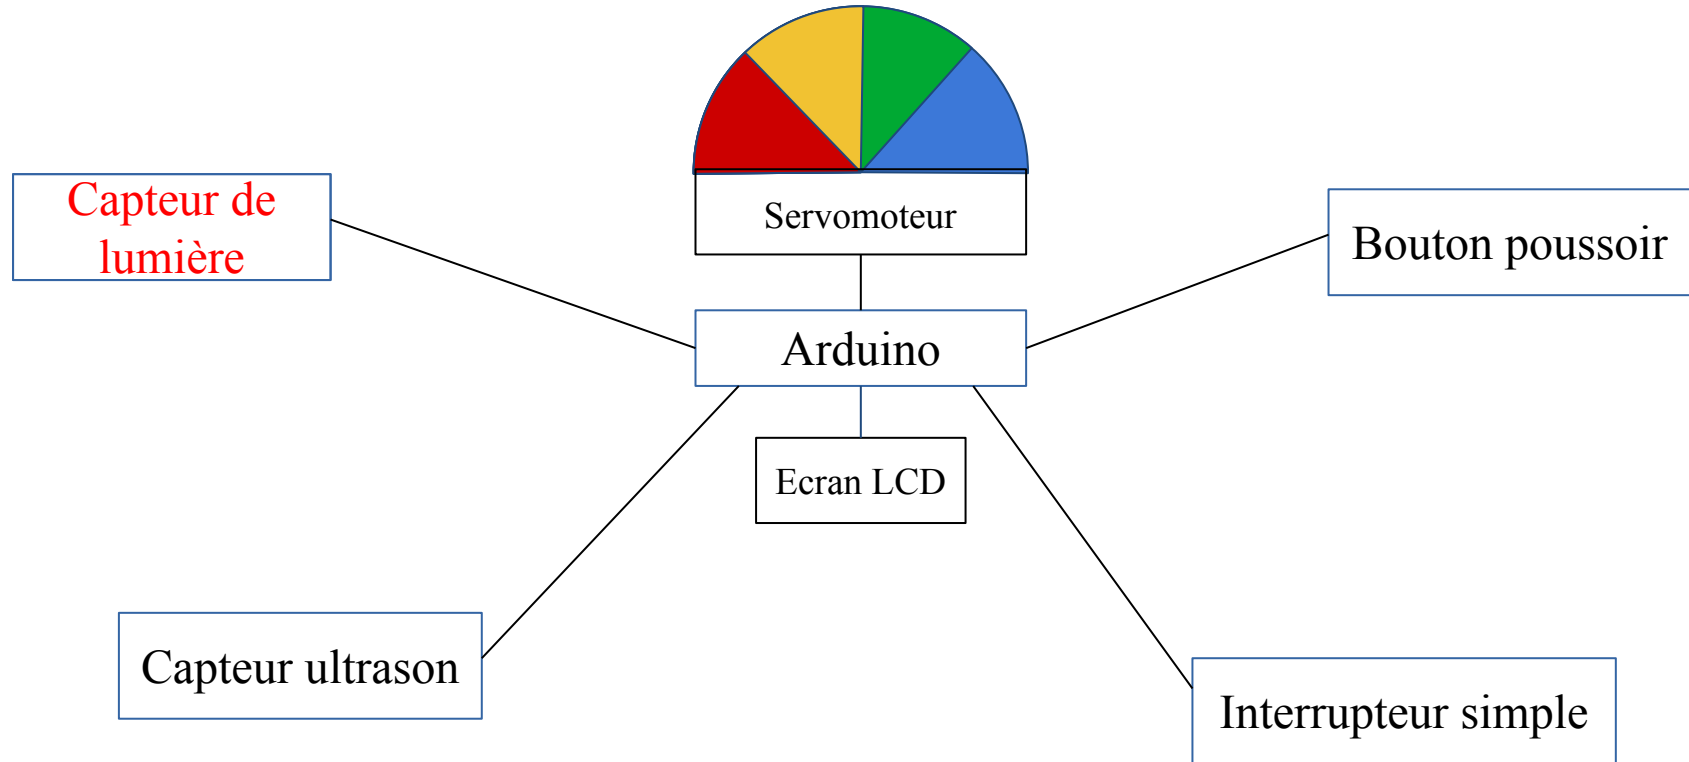 Capteur de
lumière
Servomoteur
Bouton poussoir
Arduino
Ecran LCD
Capteur ultrason
Interrupteur simple